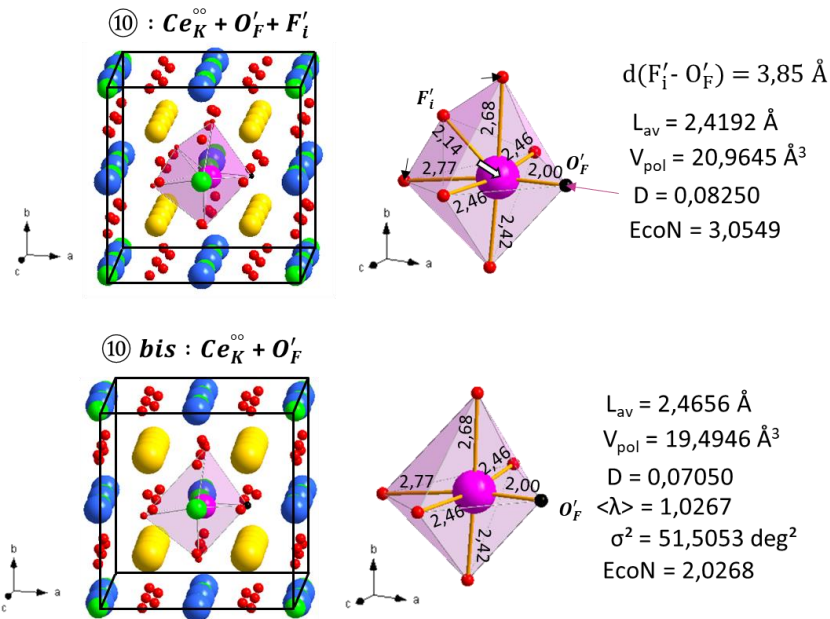 ⑩ : Ce_K^°° + O'_F + F'_i
b
c
a
F'_i
2,68
2,14
2,46
2,77
2,00
O'_F
2,46
2,42
b
c
a
d(F'_i- O'_F) = 3,85 Å
L_av = 2,4192 Å
V_pol = 20,9645 Å³
D = 0,08250
EcoN = 3,0549
⑩ bis : Ce_K^°° + O'_F
b
c
a
2,68
2,46
2,77
2,00
2,46
O'_F
2,42
b
c
a
L_av = 2,4656 Å
V_pol = 19,4946 Å³
D = 0,07050
<λ> = 1,0267
σ² = 51,5053 deg²
EcoN = 2,0268